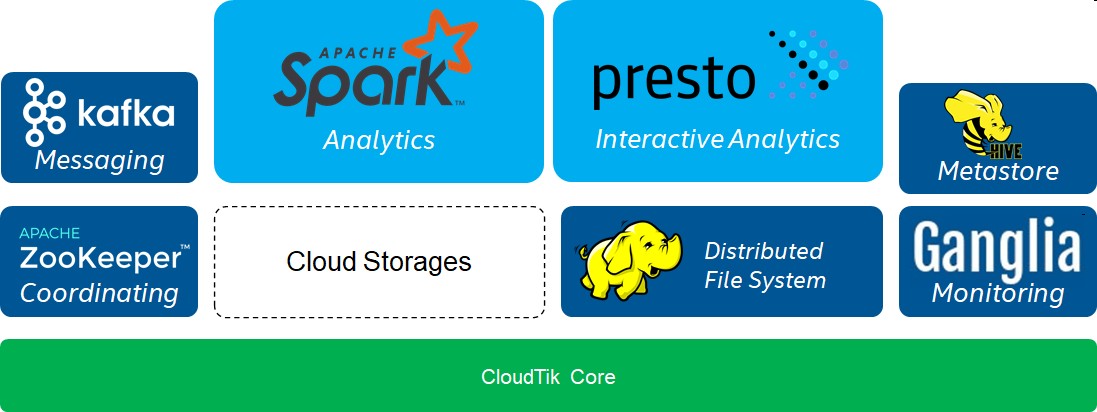 kafka
Messaging
APACHE
Spark™
Analytics
presto
Interactive Analytics
HIVE
Metastore
APACHE
ZooKeeper™
Coordinating
Cloud Storages
Distributed
File System
Ganglia
Monitoring
CloudTik Core